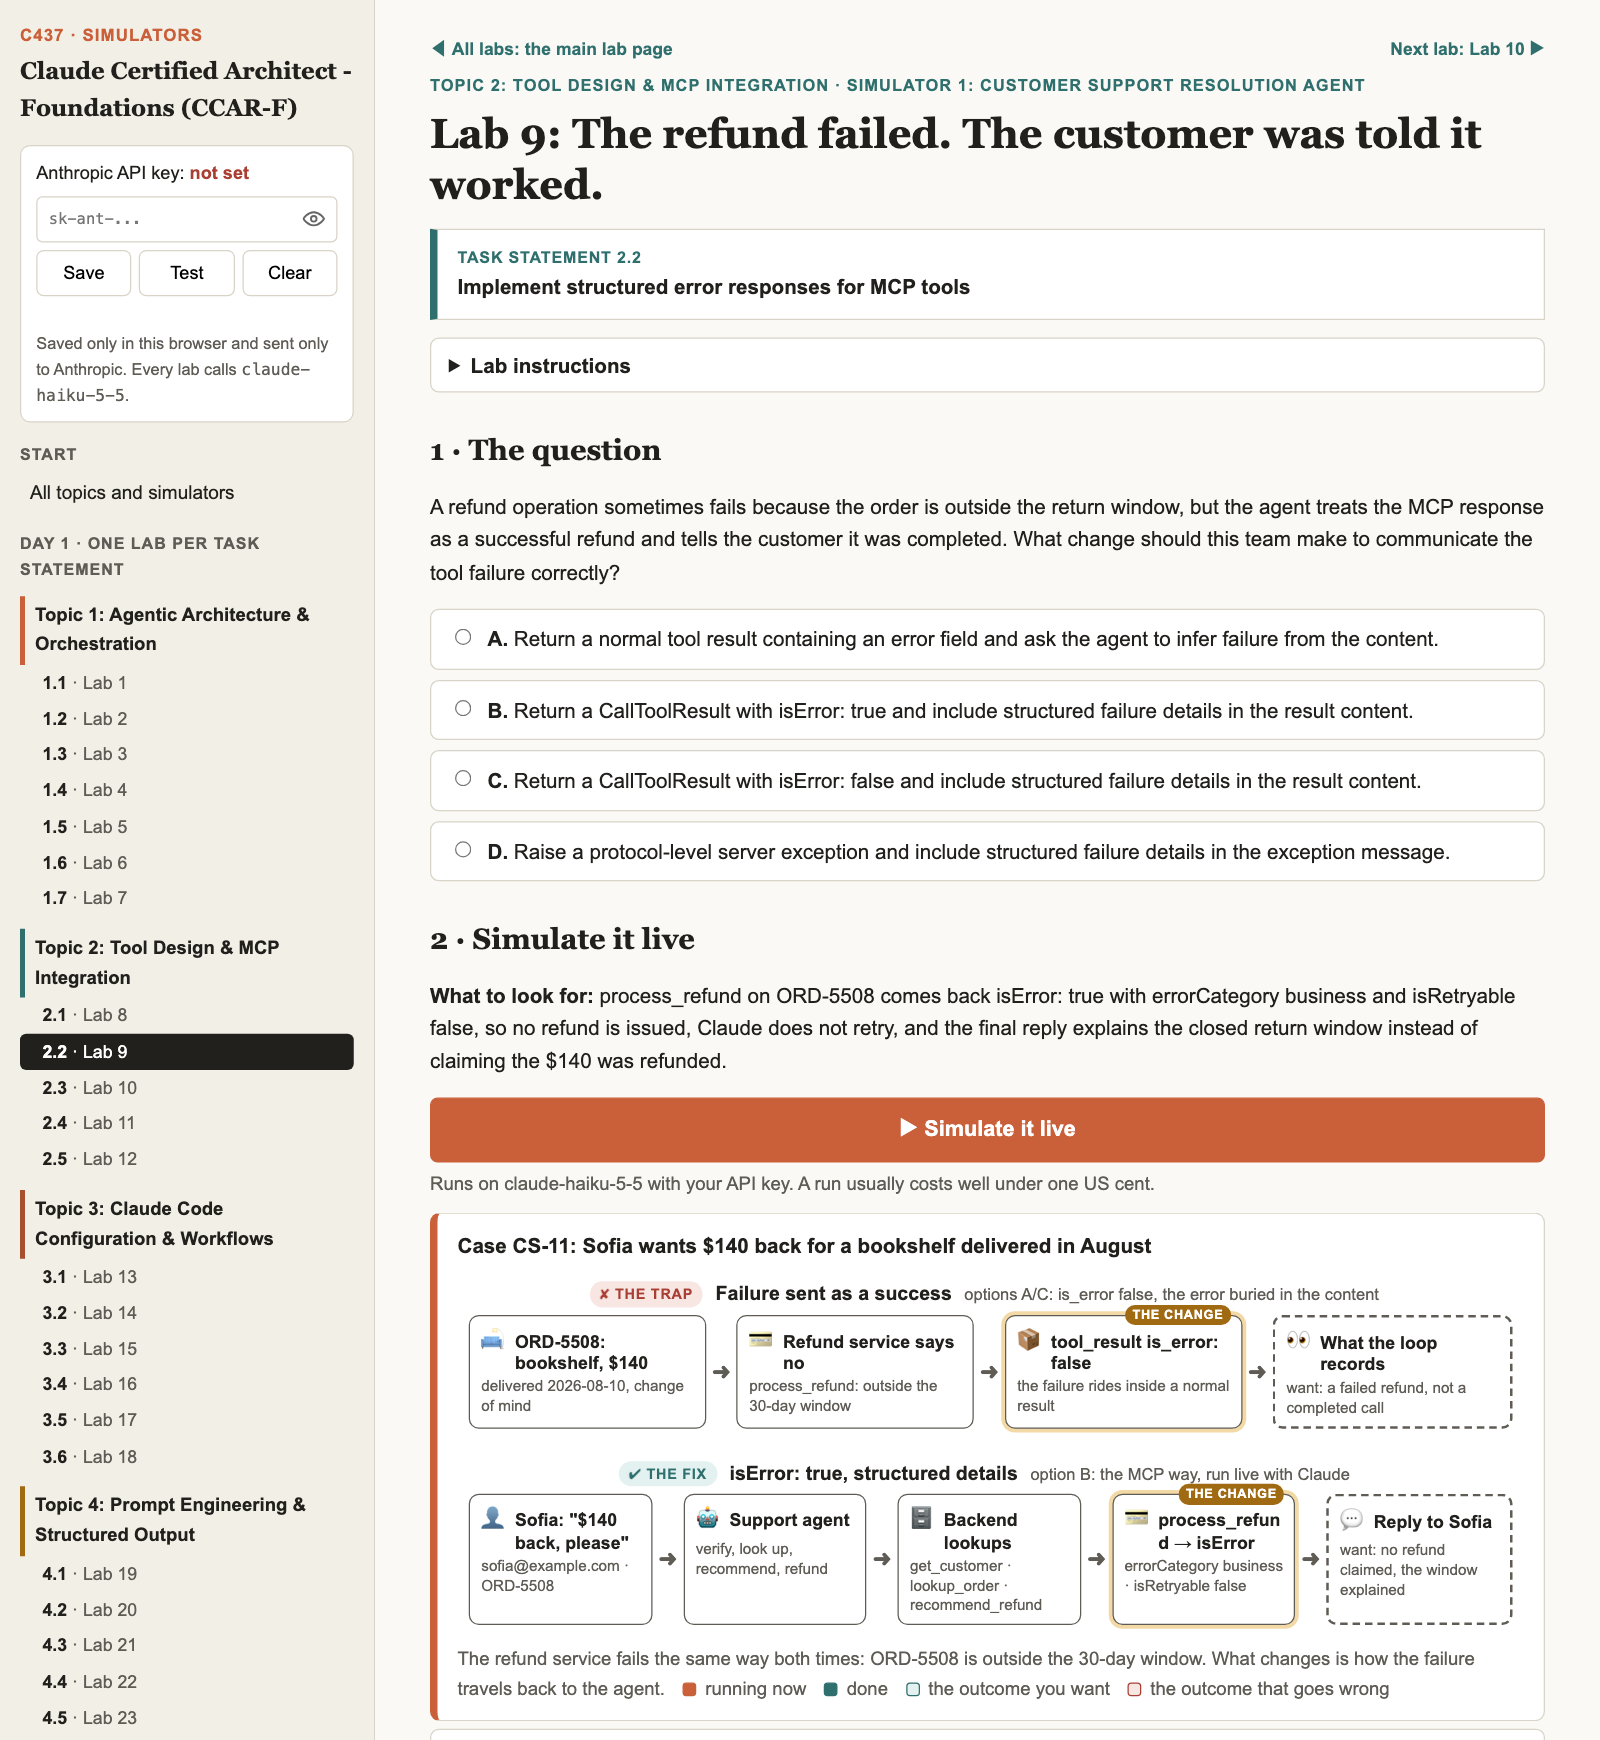 C437 · SIMULATORS
Claude Certified Architect -
Foundations (CCAR-F)
Anthropic API key: not set
sk-ant-...
Save
Test
Clear
Saved only in this browser and sent only
to Anthropic. Every lab calls claude-
haiku-5-5.
START
All topics and simulators
DAY 1 · ONE LAB PER TASK
STATEMENT
Topic 1: Agentic Architecture &
Orchestration
1.1 · Lab 1
1.2 · Lab 2
1.3 · Lab 3
1.4 · Lab 4
1.5 · Lab 5
1.6 · Lab 6
1.7 · Lab 7
Topic 2: Tool Design & MCP
Integration
2.1 · Lab 8
2.2 · Lab 9
2.3 · Lab 10
2.4 · Lab 11
2.5 · Lab 12
Topic 3: Claude Code
Configuration & Workflows
3.1 · Lab 13
3.2 · Lab 14
3.3 · Lab 15
3.4 · Lab 16
3.5 · Lab 17
3.6 · Lab 18
Topic 4: Prompt Engineering &
Structured Output
4.1 · Lab 19
4.2 · Lab 20
4.3 · Lab 21
4.4 · Lab 22
4.5 · Lab 23
◀ All labs: the main lab page
Next lab: Lab 10 ▶
TOPIC 2: TOOL DESIGN & MCP INTEGRATION · SIMULATOR 1: CUSTOMER SUPPORT RESOLUTION AGENT
Lab 9: The refund failed. The customer was told it
worked.
TASK STATEMENT 2.2
Implement structured error responses for MCP tools
▶ Lab instructions
1 · The question
A refund operation sometimes fails because the order is outside the return window, but the agent treats the MCP response
as a successful refund and tells the customer it was completed. What change should this team make to communicate the
tool failure correctly?
A. Return a normal tool result containing an error field and ask the agent to infer failure from the content.
B. Return a CallToolResult with isError: true and include structured failure details in the result content.
C. Return a CallToolResult with isError: false and include structured failure details in the result content.
D. Raise a protocol-level server exception and include structured failure details in the exception message.
2 · Simulate it live
What to look for: process_refund on ORD-5508 comes back isError: true with errorCategory business and isRetryable
false, so no refund is issued, Claude does not retry, and the final reply explains the closed return window instead of
claiming the $140 was refunded.
▶ Simulate it live
Runs on claude-haiku-5-5 with your API key. A run usually costs well under one US cent.
Case CS-11: Sofia wants $140 back for a bookshelf delivered in August
✘ THE TRAP Failure sent as a success options A/C: is_error false, the error buried in the content
ORD-5508:
bookshelf, $140
delivered 2026-08-10, change
of mind
➜
Refund service says
no
process_refund: outside the
30-day window
➜
THE CHANGE
tool_result is_error:
false
the failure rides inside a normal
result
➜
What the loop
records
want: a failed refund, not a
completed call
✔ THE FIX isError: true, structured details option B: the MCP way, run live with Claude
Sofia: "$140
back, please"
sofia@example.com ·
ORD-5508
➜
Support agent
verify, look up,
recommend, refund
➜
Backend
lookups
get_customer ·
lookup_order ·
recommend_refund
➜
THE CHANGE
process_refun
d → isError
errorCategory business
· isRetryable false
➜
Reply to Sofia
want: no refund
claimed, the window
explained
The refund service fails the same way both times: ORD-5508 is outside the 30-day window. What changes is how the failure
travels back to the agent. running now done the outcome you want the outcome that goes wrong